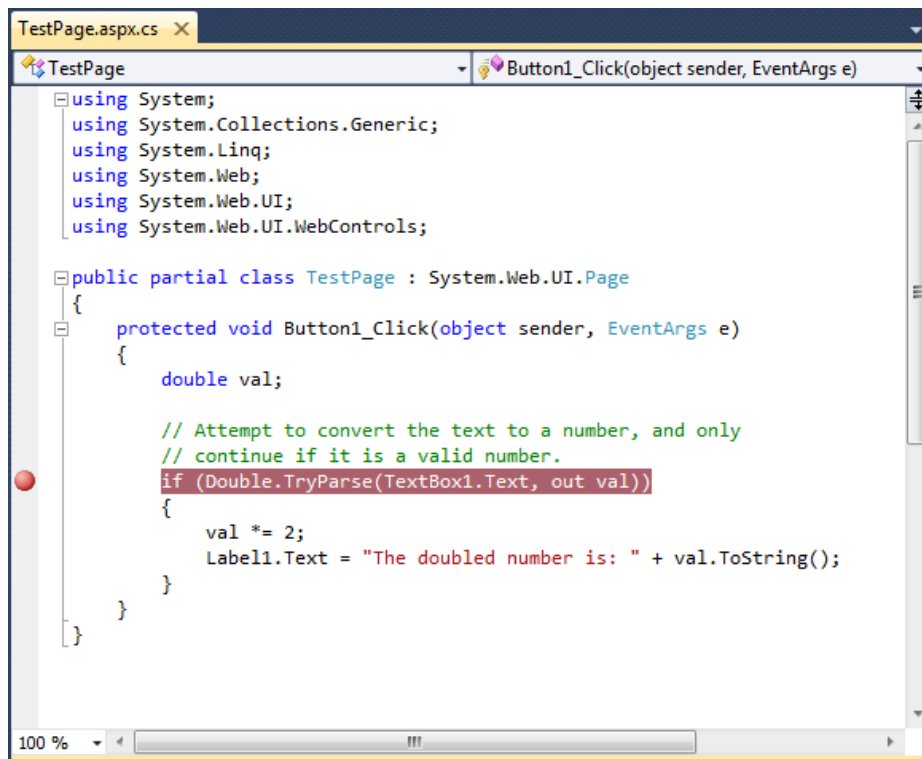 TestPage.aspx.cs
TestPage Button1_Click(object sender, EventArgs e)
using System;
using System.Collections.Generic;
using System.Linq;
using System.Web;
using System.Web.UI;
using System.Web.UI.WebControls;
public partial class TestPage : System.Web.UI.Page
{
protected void Button1_Click(object sender, EventArgs e)
{
double val;
// Attempt to convert the text to a number, and only
// continue if it is a valid number.
if (Double.TryParse(TextBox1.Text, out val))
{
val *= 2;
Label1.Text = "The doubled number is: " + val.ToString();
}
}
}
100 %